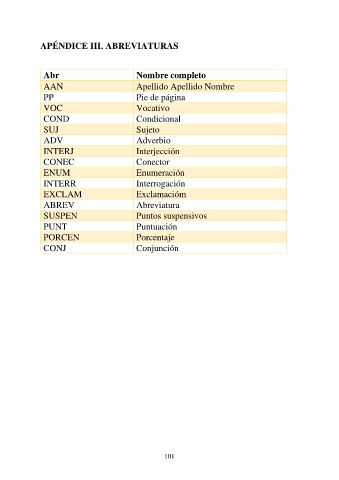 APÉNDICE III. ABREVIATURAS
Abr Nombre completo
AAN Apellido Apellido Nombre
PP Pie de página
VOC Vocativo
COND Condicional
SUJ Sujeto
ADV Adverbio
INTERJ Interjección
CONEC Conector
ENUM Enumeración
INTERR Interrogación
EXCLAM Exclamacióm
ABREV Abreviatura
SUSPEN Puntos suspensivos
PUNT Puntuación
PORCEN Porcentaje
CONJ Conjunción
101